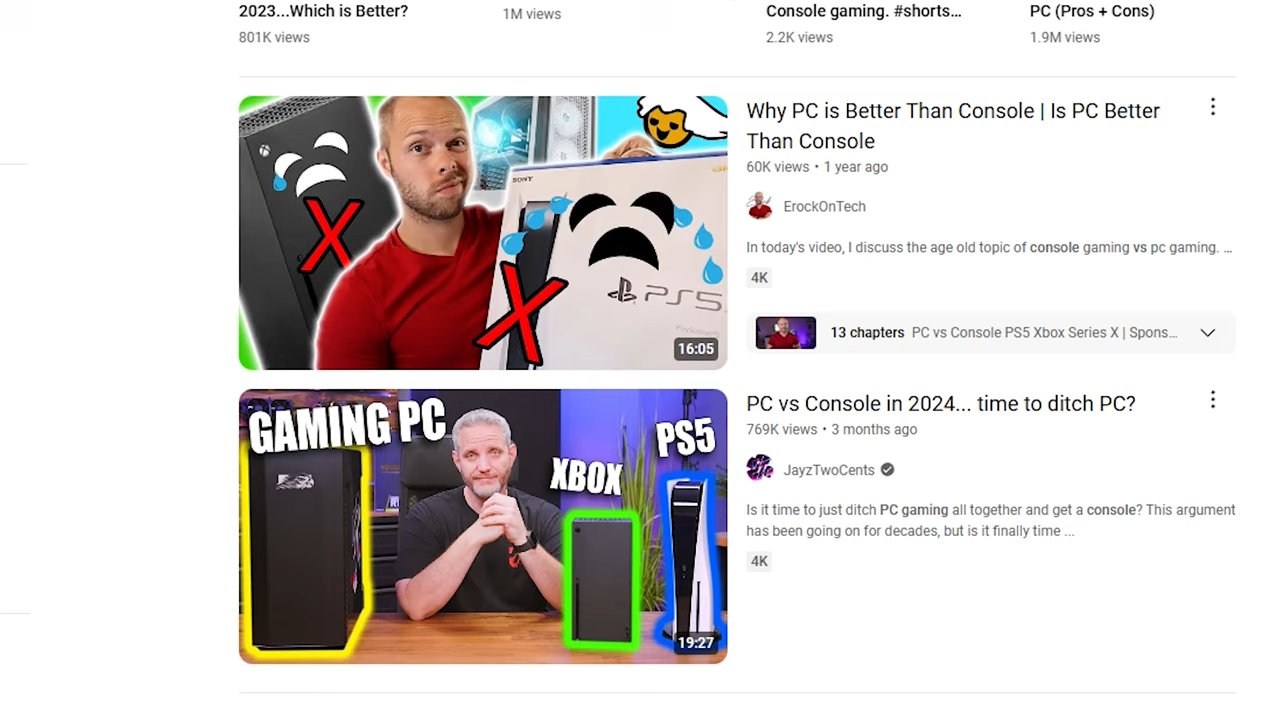 2023...Which is Better?
801K views
1M views
Console gaming. #shorts...
2.2K views
PC (Pros + Cons)
1.9M views
SONY
X
X
PS5
16:05
Why PC is Better Than Console | Is PC Better
Than Console
60K views • 1 year ago
ErockOnTech
In today's video, I discuss the age old topic of console gaming vs pc gaming. ...
4K
13 chapters PC vs Console PS5 Xbox Series X | Spons...
GAMING PC
XBOX
PS5
19:27
PC vs Console in 2024... time to ditch PC?
769K views • 3 months ago
JayzTwoCents
Is it time to just ditch PC gaming all together and get a console? This argument
has been going on for decades, but is it finally time ...
4K